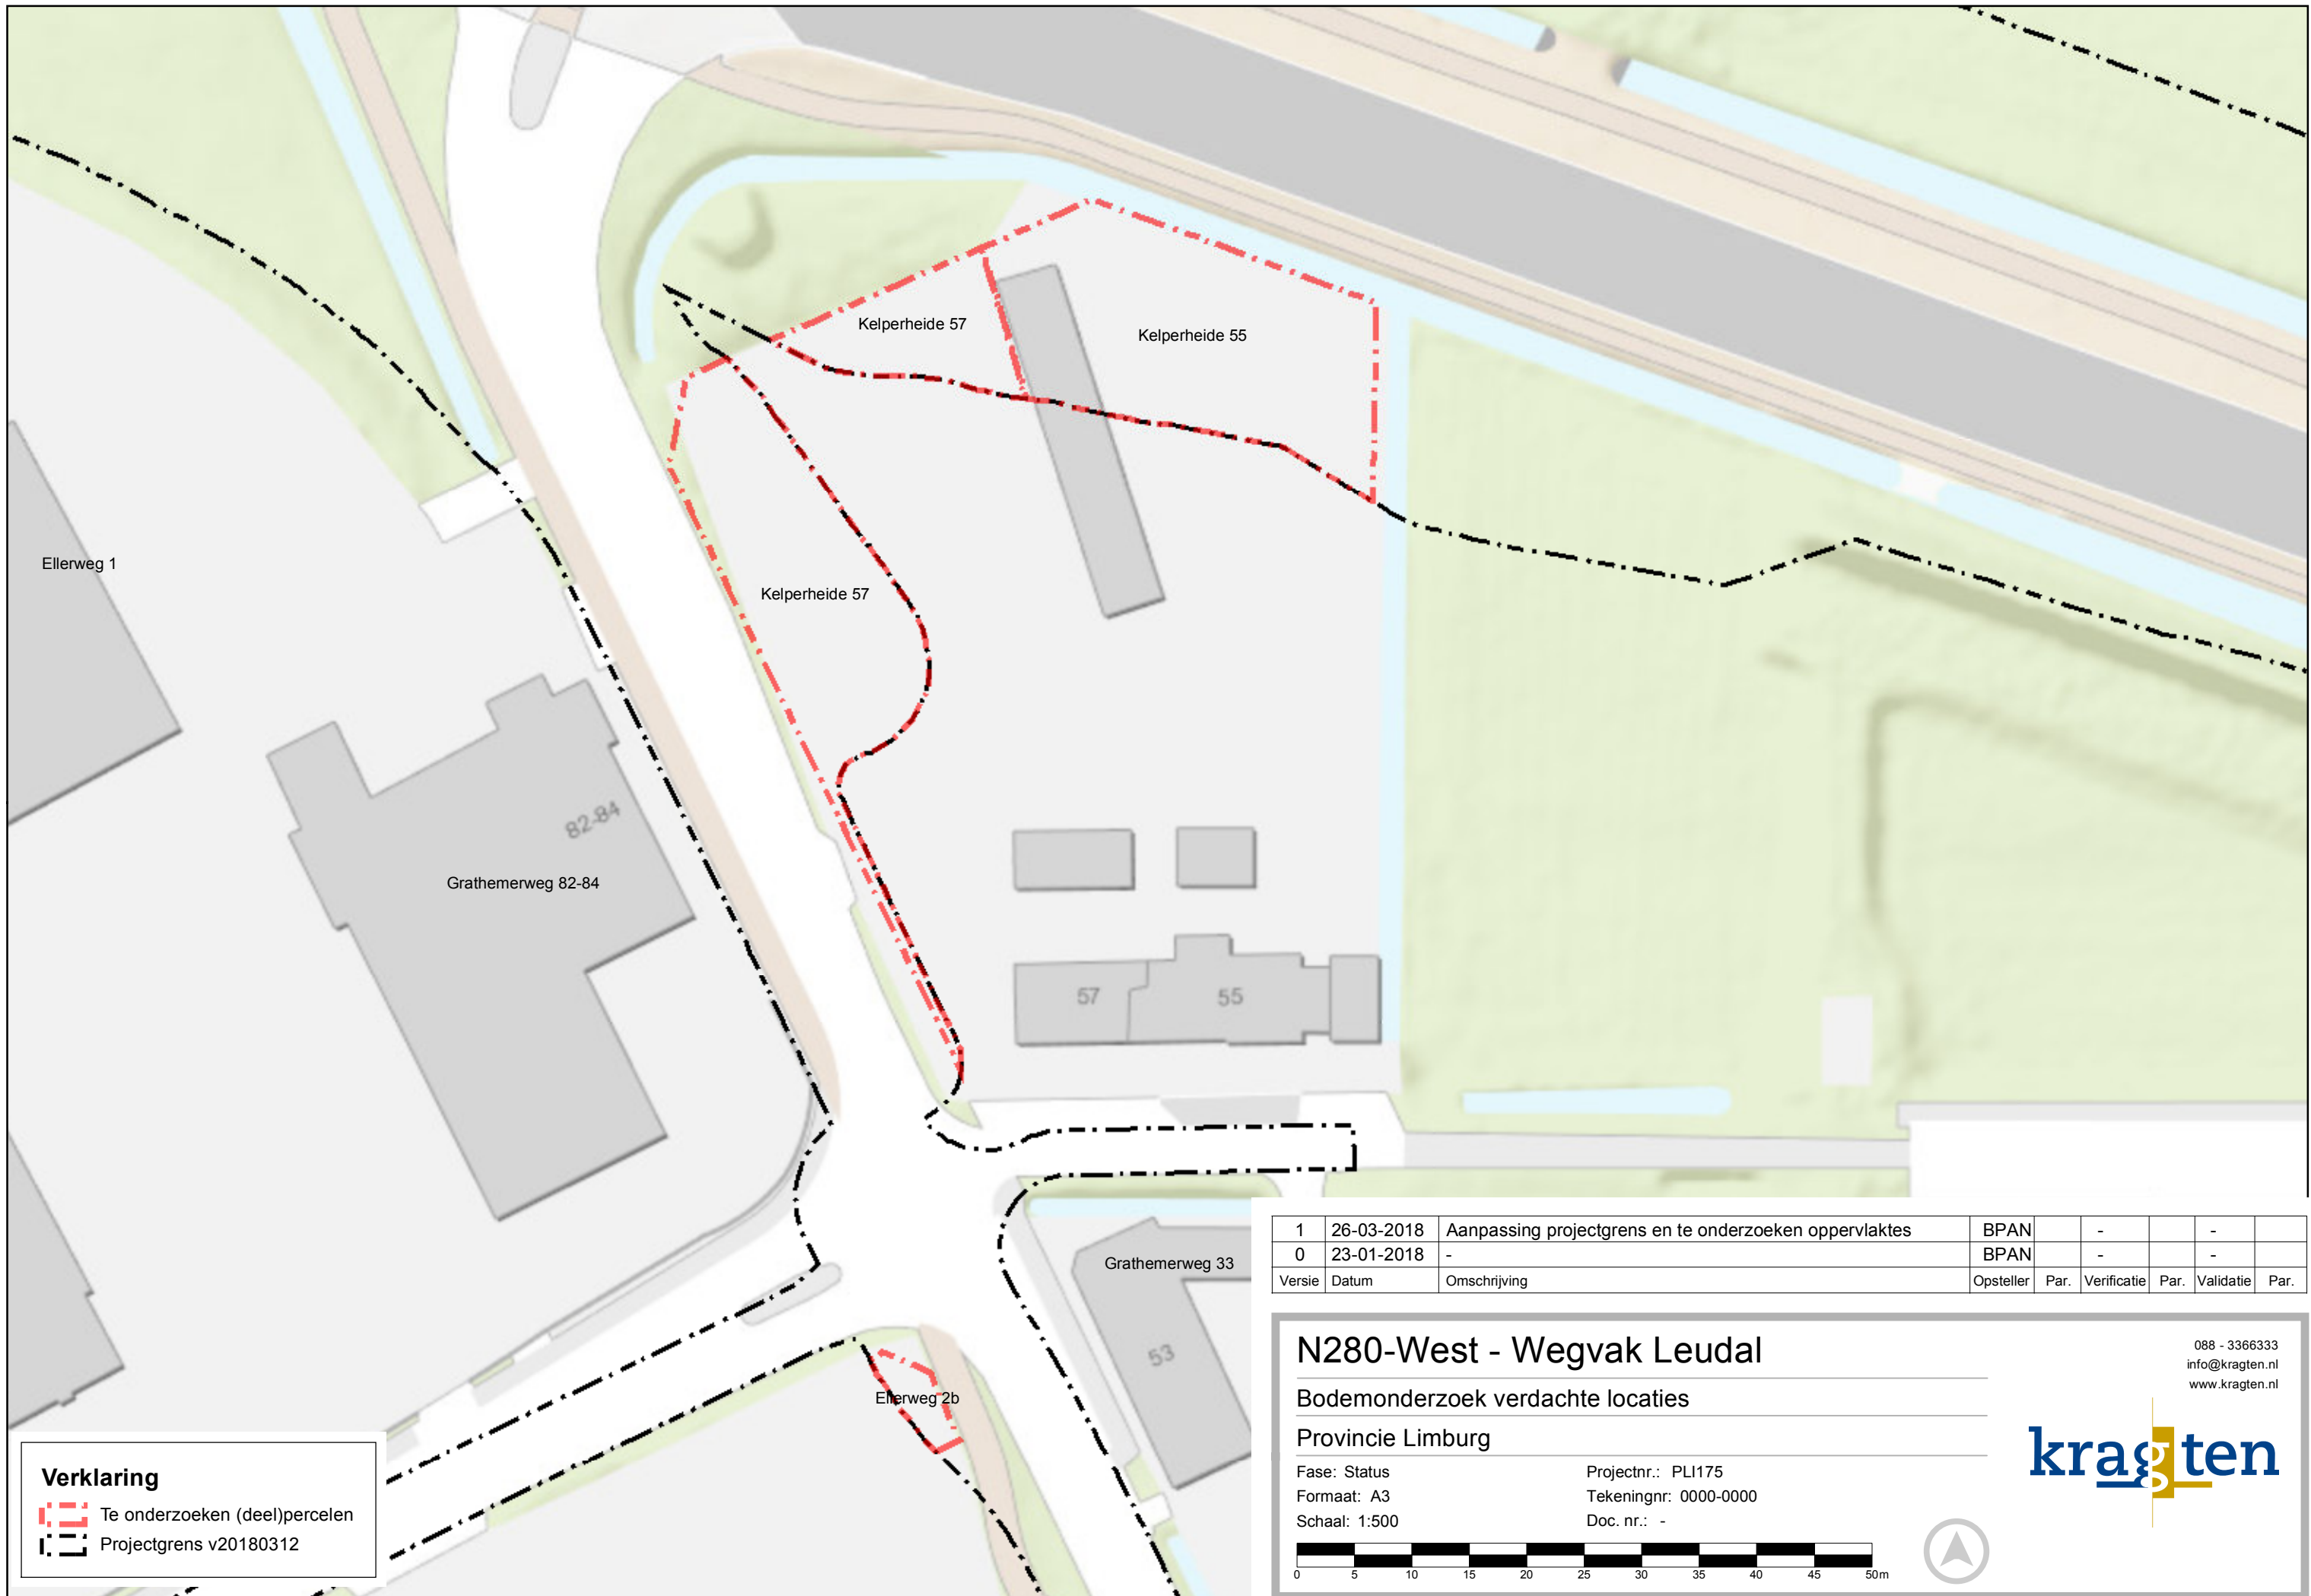 Kelperheide 57
Kelperheide 55
Ellerweg 1
Kelperheide 57
82-84
Grathemerweg 82-84
57
55
Grathemerweg 33
53
Ellerweg 2b
1 26-03-2018 Aanpassing projectgrens en te onderzoeken oppervlaktes BPAN - -
0 23-01-2018 - BPAN - -
Versie Datum Omschrijving Opsteller Par. Verificatie Par. Validatie Par.
N280-West - Wegvak Leudal
088 - 3366333
info@kragten.nl
www.kragten.nl
Bodemonderzoek verdachte locaties
Provincie Limburg
kragten
Fase: Status Projectnr.: PLI175
Formaat: A3 Tekeningnr: 0000-0000
Schaal: 1:500 Doc. nr.: -
0 5 10 15 20 25 30 35 40 45 50m
Verklaring
Te onderzoeken (deel)percelen
Projectgrens v20180312